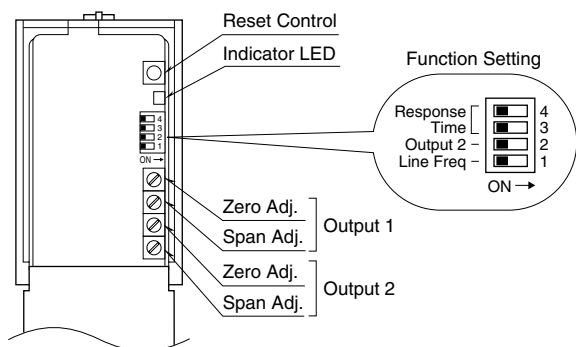 Reset Control
Indicator LED
Function Setting
Response
Time
Output 2
Line Freq
4
3
2
1
ON →
4
3
2
1
ON →
Zero Adj.
Span Adj.
Output 1
Zero Adj.
Span Adj.
Output 2